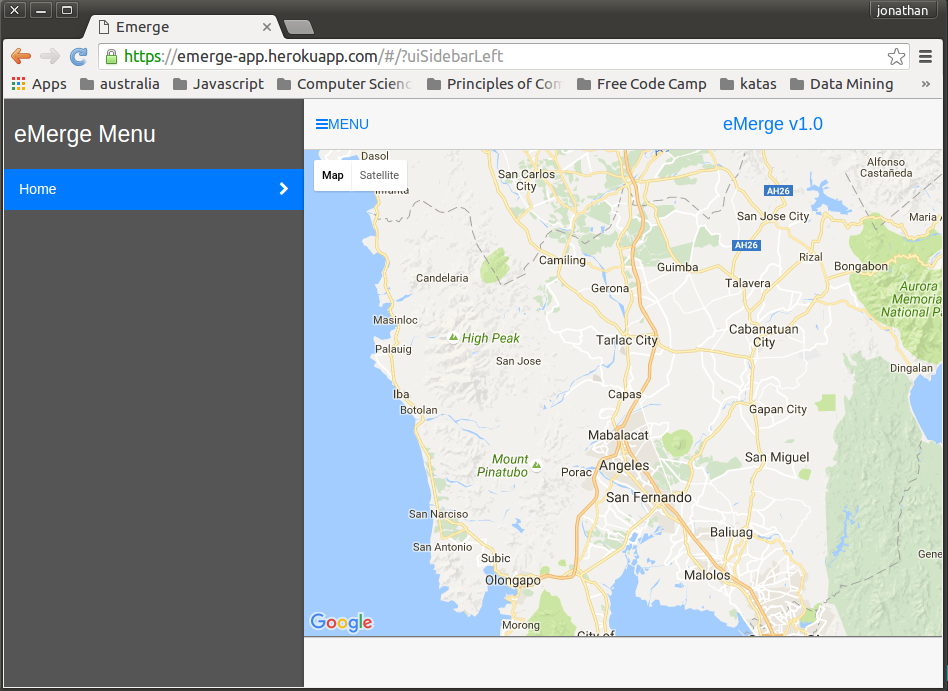 jonathan
Emerge
https://emerge-app.herokuapp.com/#/?uiSidebarLeft
Apps australia Javascript Computer Scienc Principles of Com Free Code Camp katas Data Mining »
eMerge Menu
Home
MENU
eMerge v1.0
Map Satellite
Dasol
Infanta
San Carlos
City
Alfonso
Castañeda
AH26
San Jose City
Maria A
AH26
Camiling
Guimba
Rizal
Bongabon
Candelaria
Gerona
Talavera
Aurora
Memoria
National P
Masinloc
High Peak
Tarlac City
Cabanatuan
City
Palauig
San Jose
Dingalan
Iba
Capas
Botolan
Gapan City
Mabalacat
Mount
Pinatubo
Porac
Angeles
San Miguel
San Fernando
San Narciso
Baliuag
San Antonio
Subic
Gene
Olongapo
Malolos
Google
Morong
City of